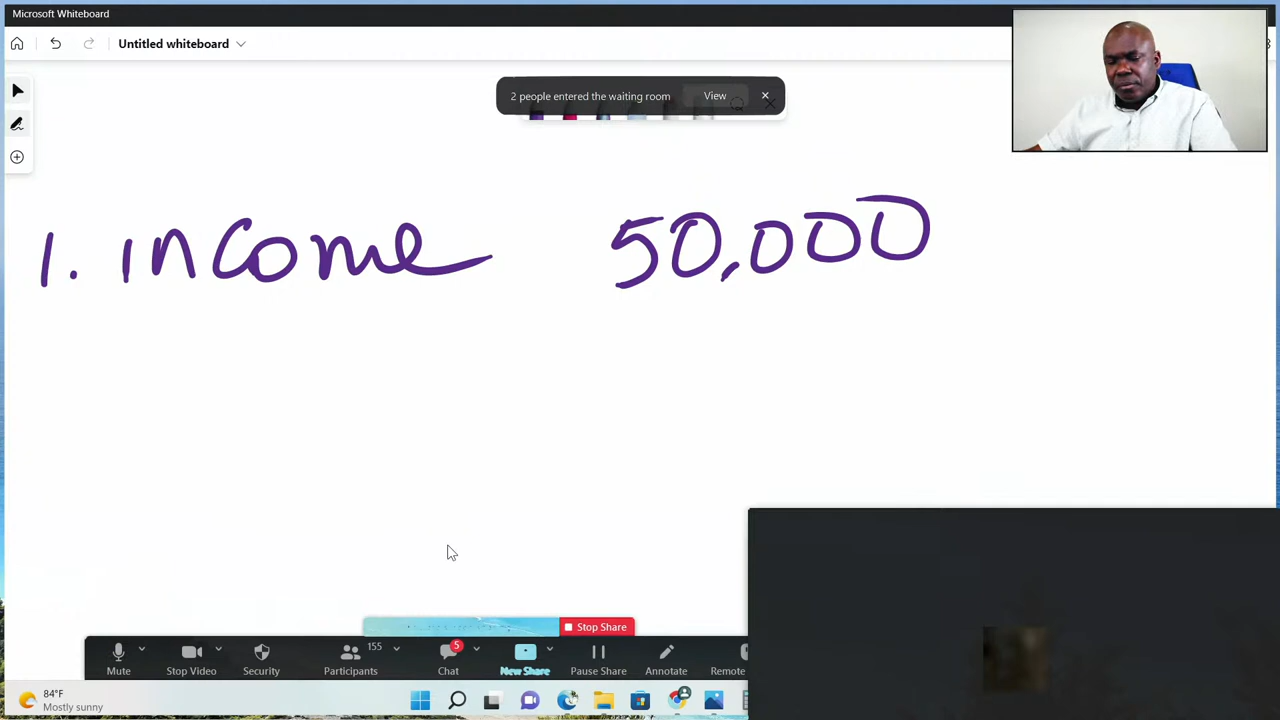 Microsoft Whiteboard
Untitled whiteboard
2 people entered the waiting room View
1. income 50,000
Stop Share
155
5
Mute Stop Video Security Participants Chat New Share Pause Share Annotate Remote
84°F
Mostly sunny